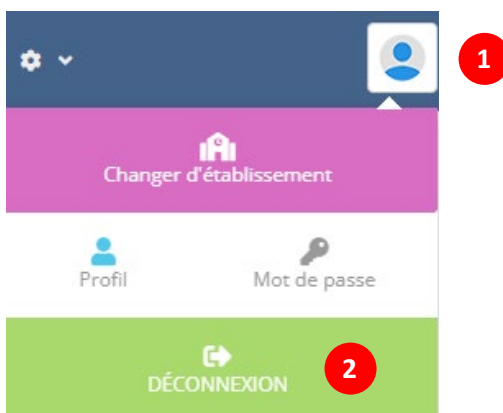 1
Changer d'établissement
Profil
Mot de passe
DÉCONNEXION
2